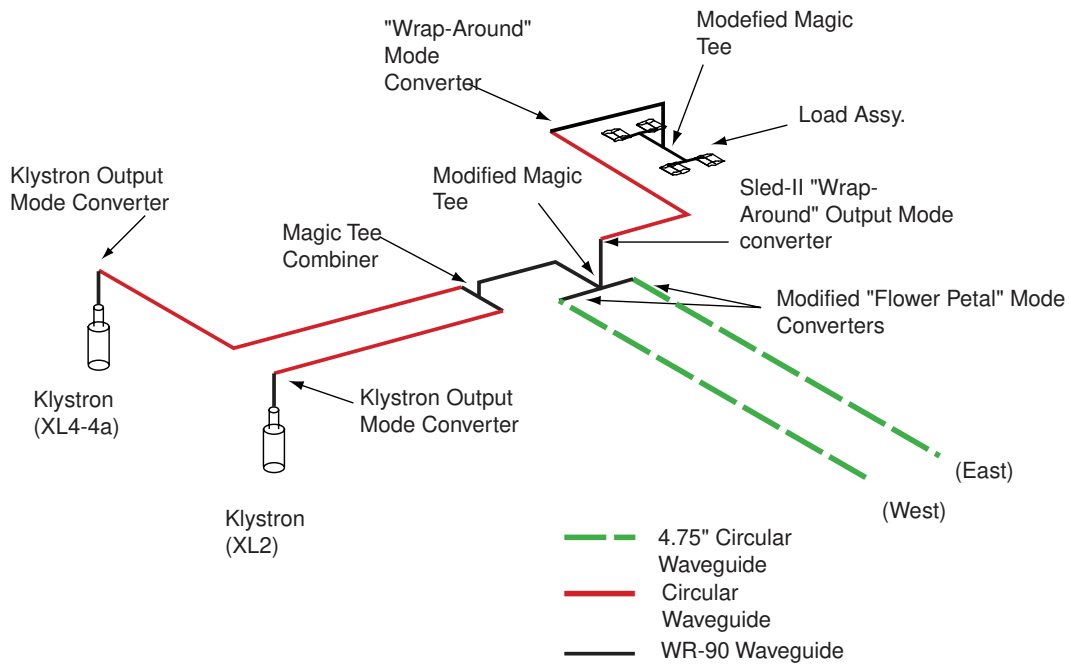 "Wrap-Around"
Mode
Converter
Modefied Magic
Tee
Load Assy.
Klystron Output
Mode Converter
Modified Magic
Tee
Sled-II "Wrap-
Around" Output Mode
converter
Magic Tee
Combiner
Modified "Flower Petal" Mode
Converters
Klystron
(XL4-4a)
Klystron Output
Mode Converter
(East)
(West)
Klystron
(XL2)
4.75" Circular
Waveguide
Circular
Waveguide
WR-90 Waveguide